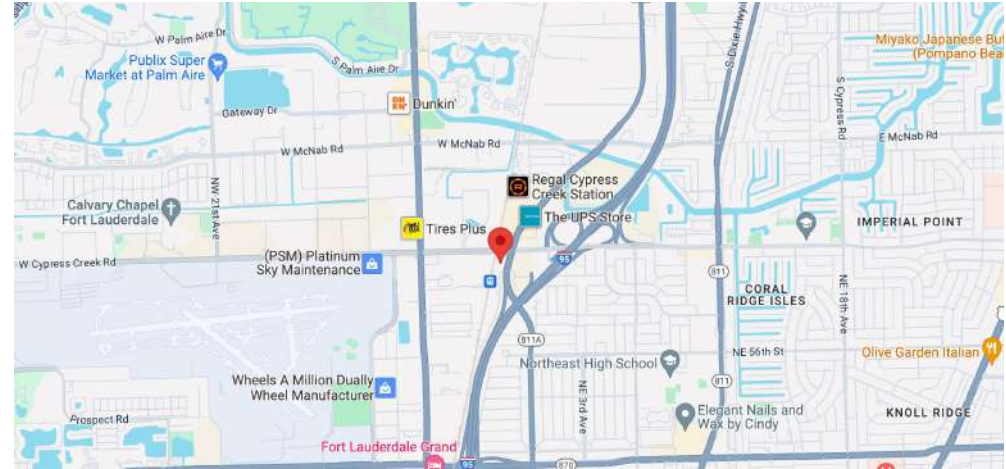 W Palm Aire Dr
S Palm Aire Dr
S Dixie Hwy
Miyako Japanese
(Pompano
Publix Super
Market at Palm Aire
Gateway Dr
DN
KN'
Dunkin'
S Cypress Rd
E McNab Rd
W McNab Rd
W McNab Rd
Regal Cypress
Creek Station
Calvary Chapel
Fort Lauderdale
NW 21st Ave
The UPS Store
Tires Plus
IMPERIAL POINT
W Cypress Creek Rd
(PSM) Platinum
Sky Maintenance
95
811
CORAL
RIDGE ISLES
NE 18th Ave
811A
NE 56th St
Olive Garden Italian
Northeast High School
Wheels A Million Dually
Wheel Manufacturer
811
NE 3rd Ave
Prospect Rd
Elegant Nails and
Wax by Cindy
KNOLL RIDGE
Fort Lauderdale Grand
95
870